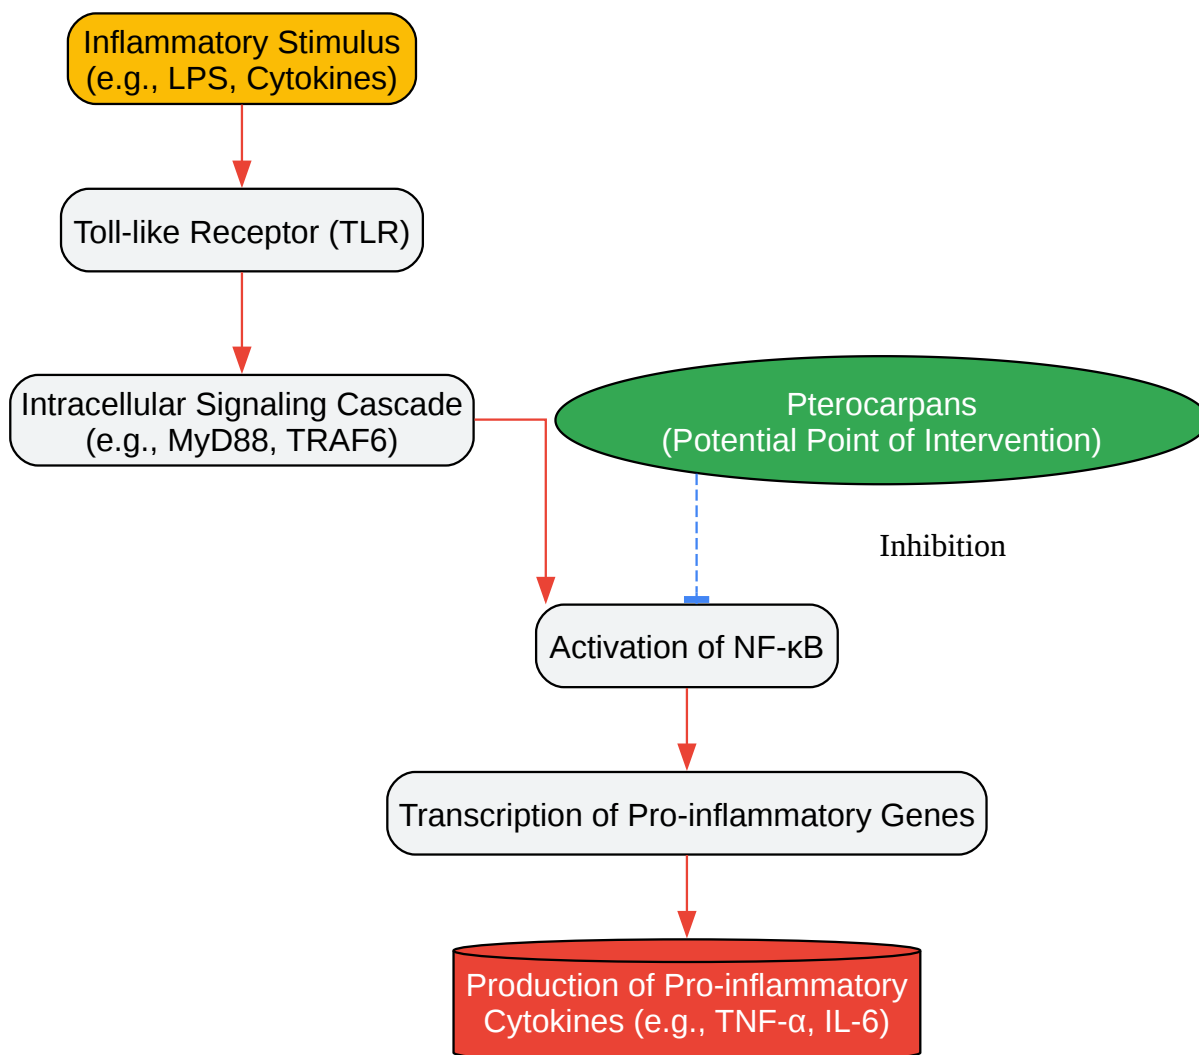 Inflammatory Stimulus
(e.g., LPS, Cytokines)
Toll-like Receptor (TLR)
Intracellular Signaling Cascade
(e.g., MyD88, TRAF6)
Pterocarpans
(Potential Point of Intervention)
Inhibition
Activation of NF-κB
Transcription of Pro-inflammatory Genes
Production of Pro-inflammatory
Cytokines (e.g., TNF-α, IL-6)